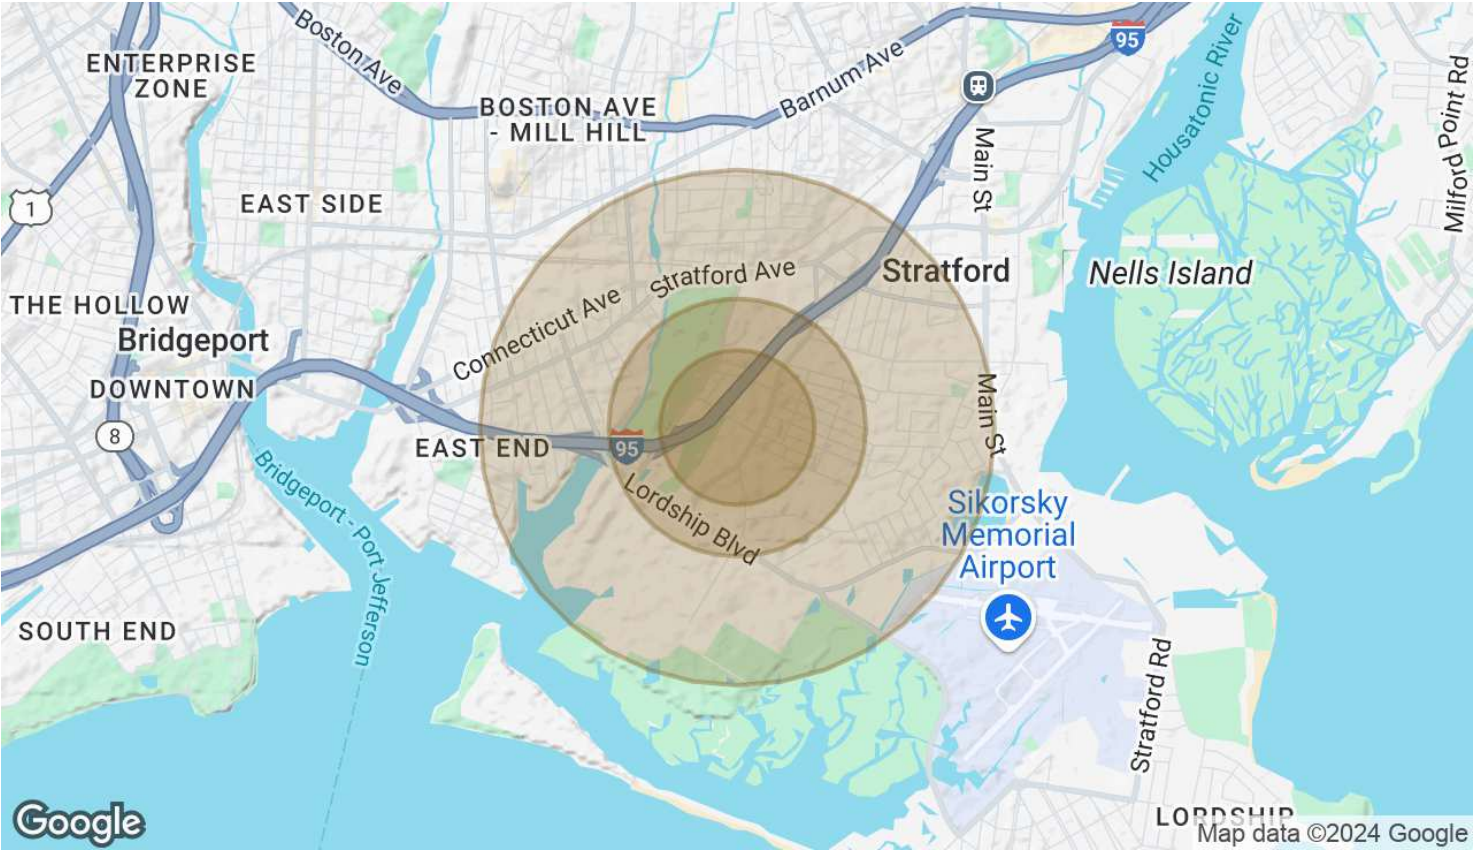 Boston Ave
95
ENTERPRISE
ZONE
Barnum Ave
Housatonic River
Milford Point Rd
BOSTON AVE
- MILL HILL
Main St
1
EAST SIDE
Stratford Ave
Stratford
Nells Island
THE HOLLOW
Connecticut Ave
Bridgeport
DOWNTOWN
Main St
8
EAST END
95
Bridgeport - Port Jefferson
Lordship Blvd
Sikorsky
Memorial
Airport
SOUTH END
Stratford Rd
LORDSHIP
Google
Map data ©2024 Google